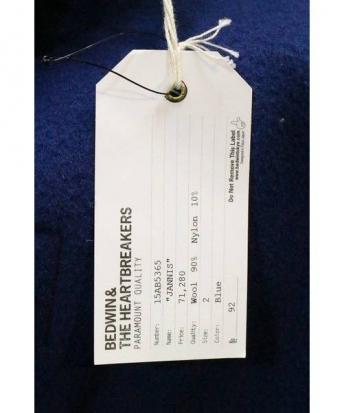 BEDWIN &
THE HEARTBREAKERS
PARAMOUNT QUALITY
Number: 15AB5365
Name: "JANNIS"
Price: 71,280
Quality: Wool 90% Nylon 10%
Size: 2
Color: Blue
92
Do Not Remove This Label